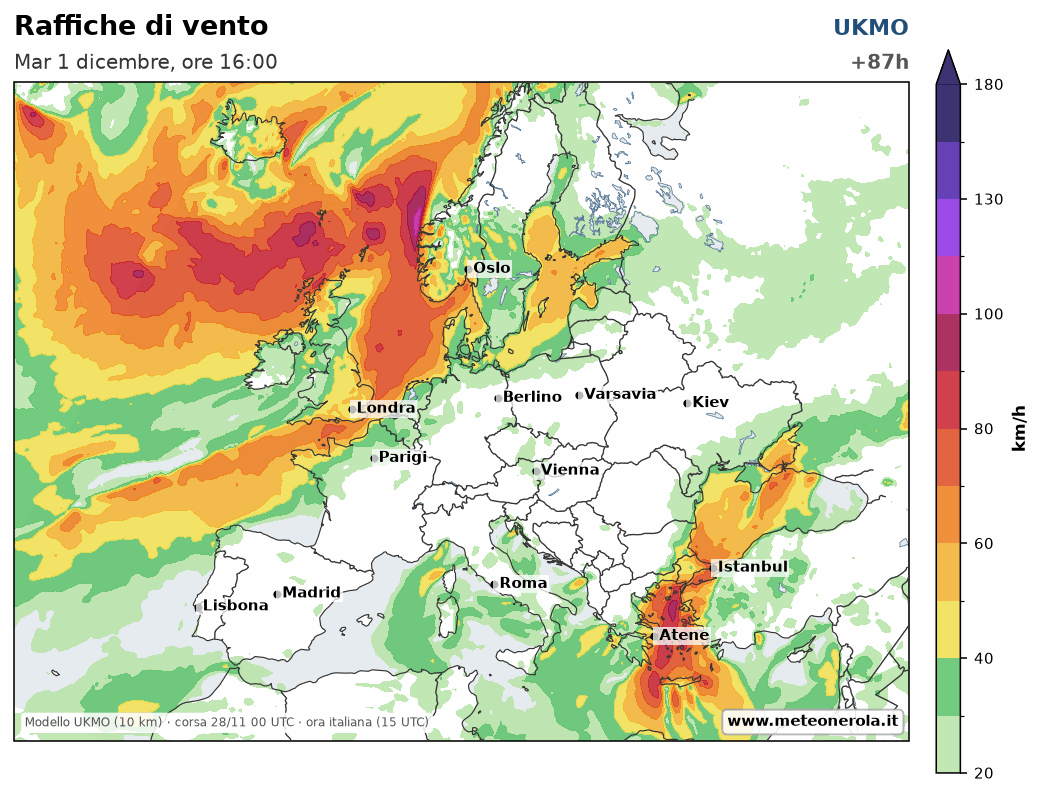 Raffiche di vento
UKMO
Mar 1 dicembre, ore 16:00
+87h
180
130
100
80
60
40
20
km/h
Oslo
Berlino
Varsavia
Kiev
Londra
Parigi
Vienna
Istanbul
Roma
Madrid
Lisbona
Atene
Modello UKMO (10 km) · corsa 28/11 00 UTC · ora italiana (15 UTC)
www.meteonerola.it